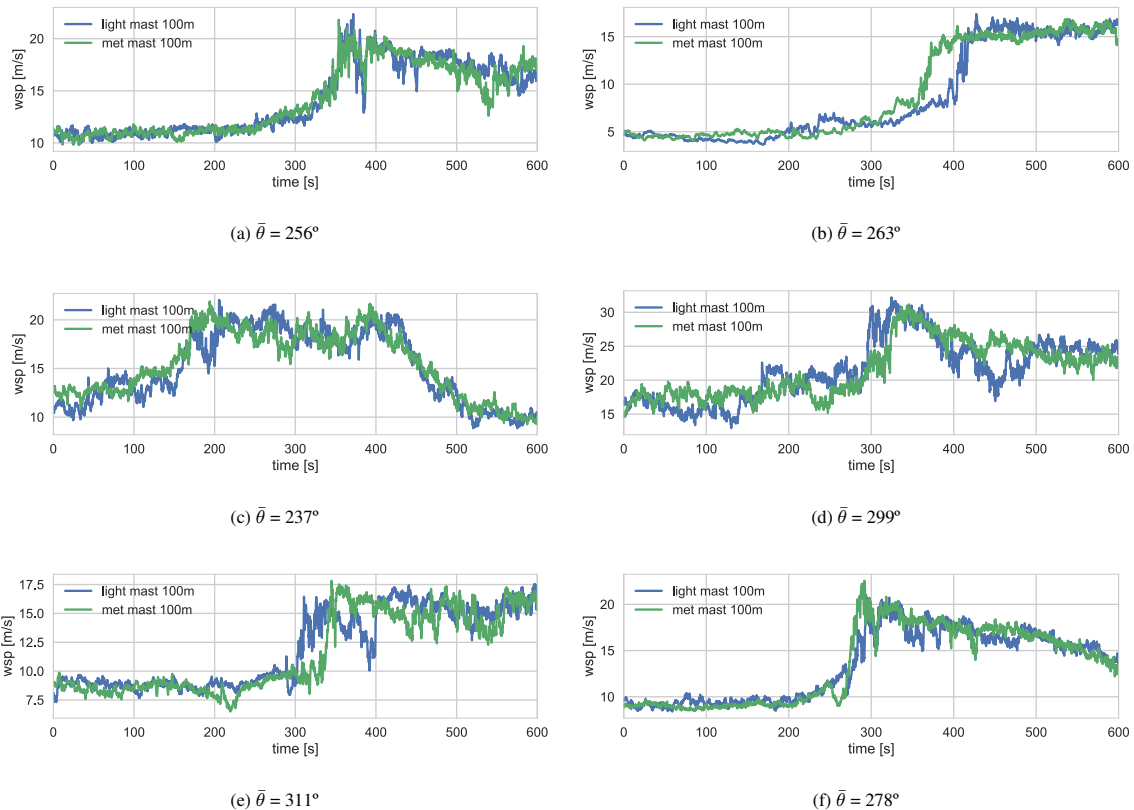 light mast 100m
met mast 100m
wsp [m/s]
20
15
10
0 100 200 300 400 500 600
time [s]
(a) θ̄ = 256º
light mast 100m
met mast 100m
wsp [m/s]
15
10
5
0 100 200 300 400 500 600
time [s]
(b) θ̄ = 263º
light mast 100m
met mast 100m
wsp [m/s]
20
15
10
0 100 200 300 400 500 600
time [s]
(c) θ̄ = 237º
light mast 100m
met mast 100m
wsp [m/s]
30
25
20
15
0 100 200 300 400 500 600
time [s]
(d) θ̄ = 299º
light mast 100m
met mast 100m
wsp [m/s]
17.5
15.0
12.5
10.0
7.5
0 100 200 300 400 500 600
time [s]
(e) θ̄ = 311º
light mast 100m
met mast 100m
wsp [m/s]
20
15
10
0 100 200 300 400 500 600
time [s]
(f) θ̄ = 278º